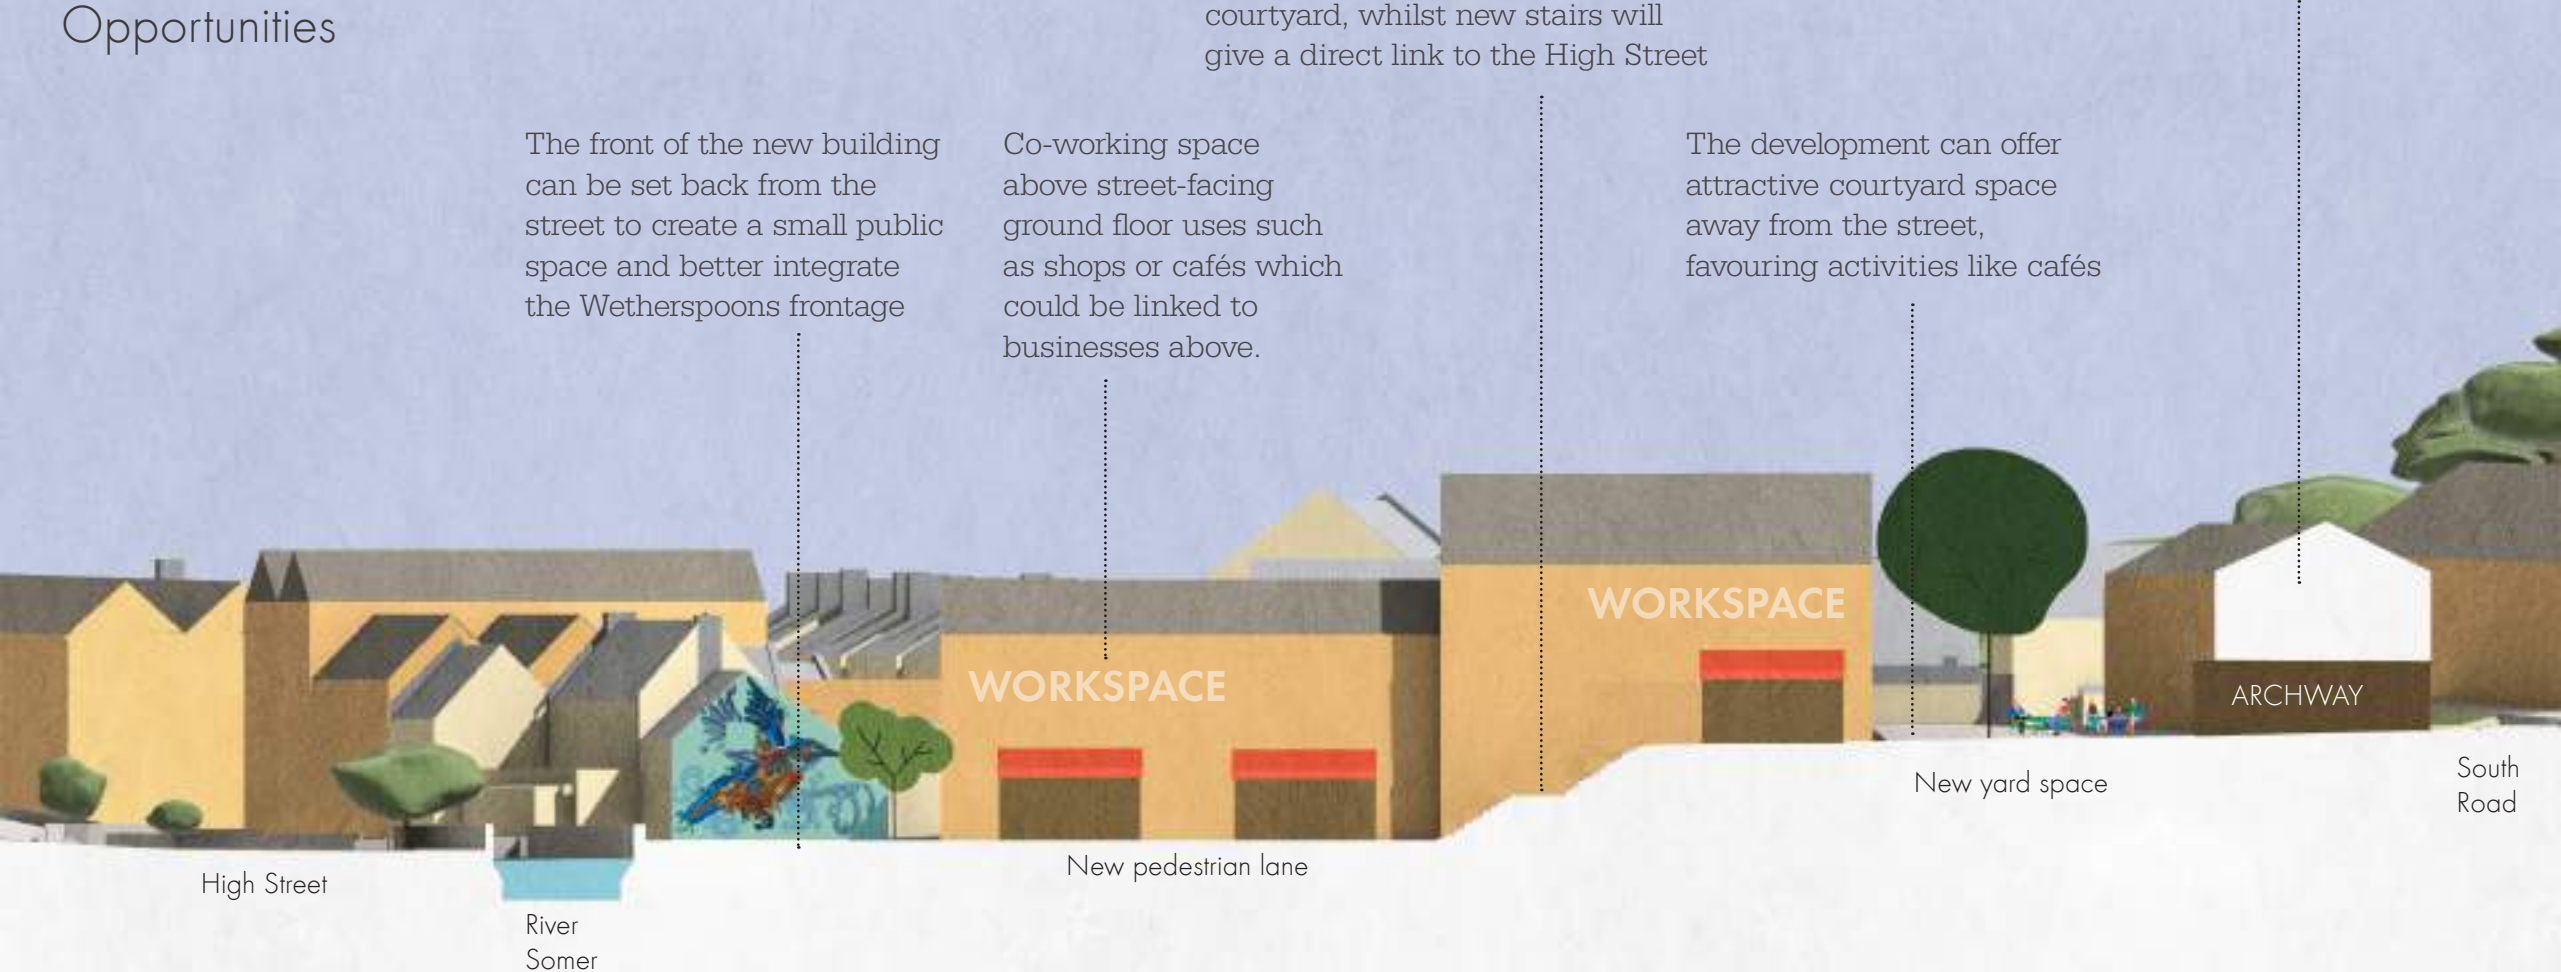 Opportunities
courtyard, whilst new stairs will
give a direct link to the High Street
The front of the new building
can be set back from the
street to create a small public
space and better integrate
the Wetherspoons frontage
Co-working space
above street-facing
ground floor uses such
as shops or cafés which
could be linked to
businesses above.
The development can offer
attractive courtyard space
away from the street,
favouring activities like cafés
WORKSPACE
WORKSPACE
ARCHWAY
South
Road
New yard space
New pedestrian lane
High Street
River
Somer